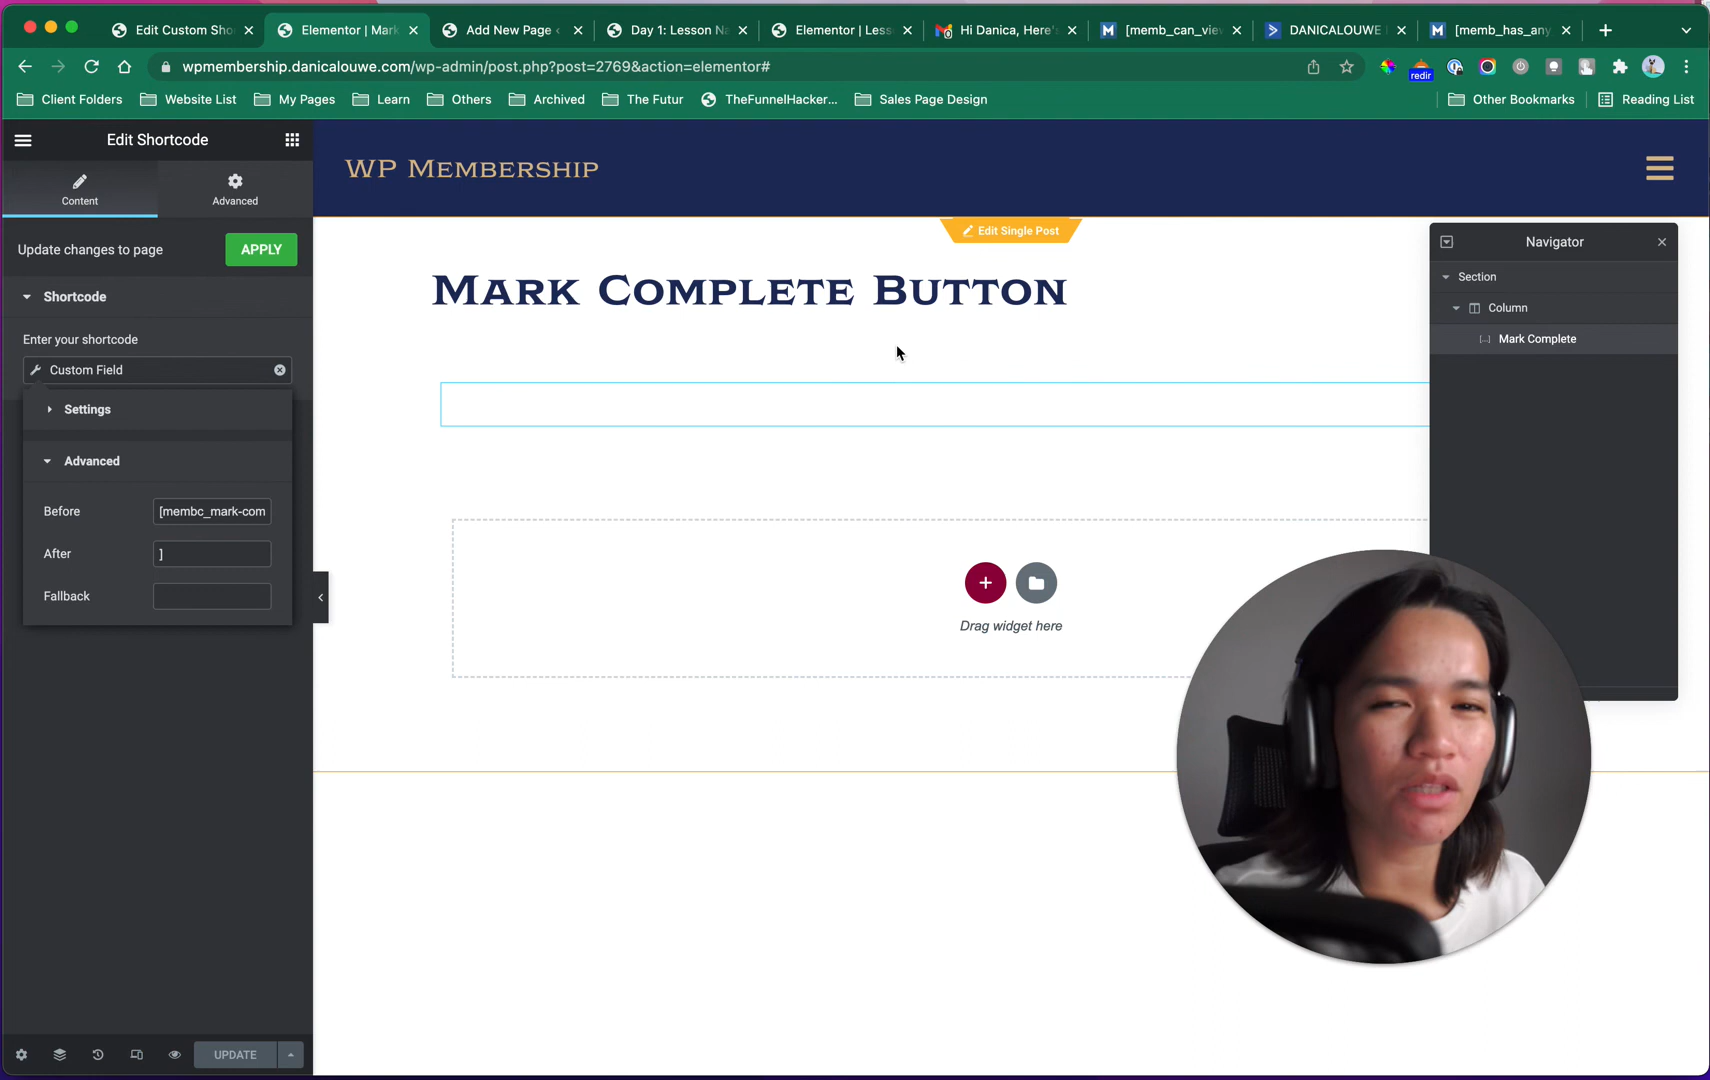 Edit Custom Sho
Elementor | Mark
Add New Page ‹
Day 1: Lesson Na
Elementor | Less
Hi Danica, Here's
[memb_can_view
DANICALOUWE
[memb_has_any
wpmembership.danicalouwe.com/wp-admin/post.php?post=2769&action=elementor#
redir
Client Folders
Website List
My Pages
Learn
Others
Archived
The Futur
TheFunnelHacker...
Sales Page Design
Other Bookmarks
Reading List
Edit Shortcode
Content
Advanced
Update changes to page
APPLY
Shortcode
Enter your shortcode
Custom Field
Settings
Advanced
Before
[membc_mark-com
After
]
Fallback
UPDATE
WP Membership
Edit Single Post
Mark Complete Button
Drag widget here
Navigator
Section
Column
Mark Complete